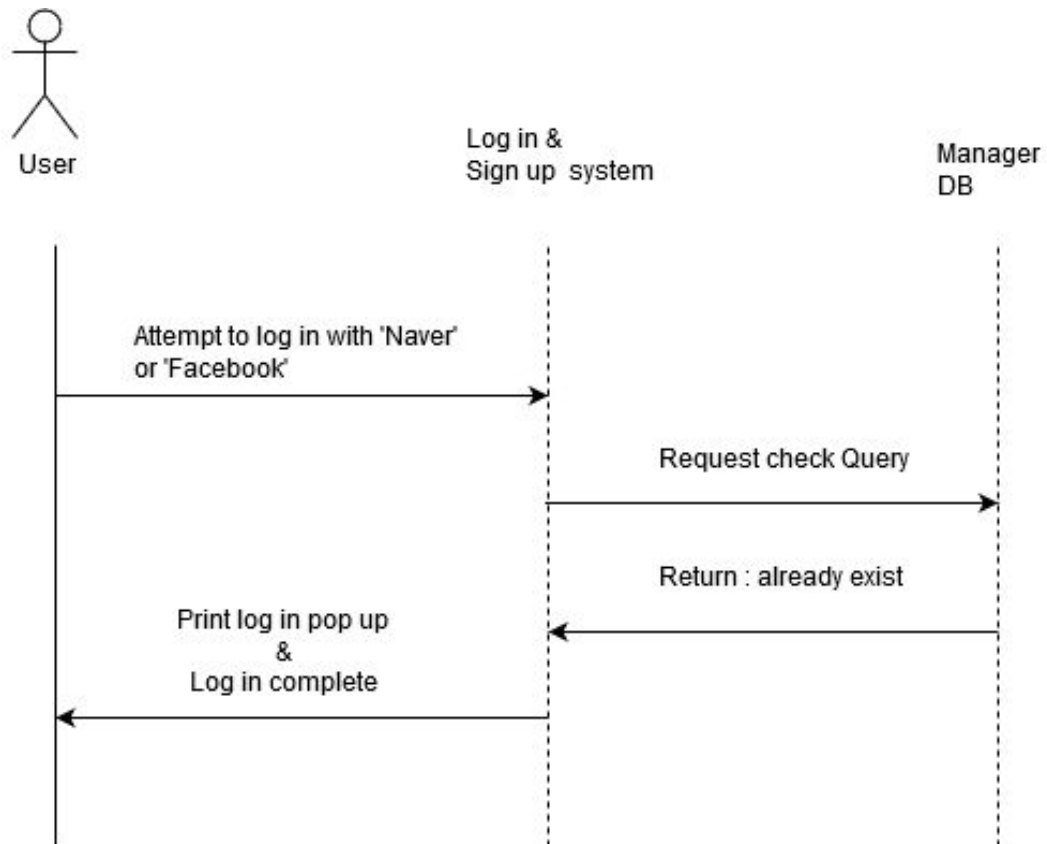 User
Log in &
Sign up system
Manager
DB
Attempt to log in with 'Naver'
or 'Facebook'
Request check Query
Return : already exist
Print log in pop up
&
Log in complete